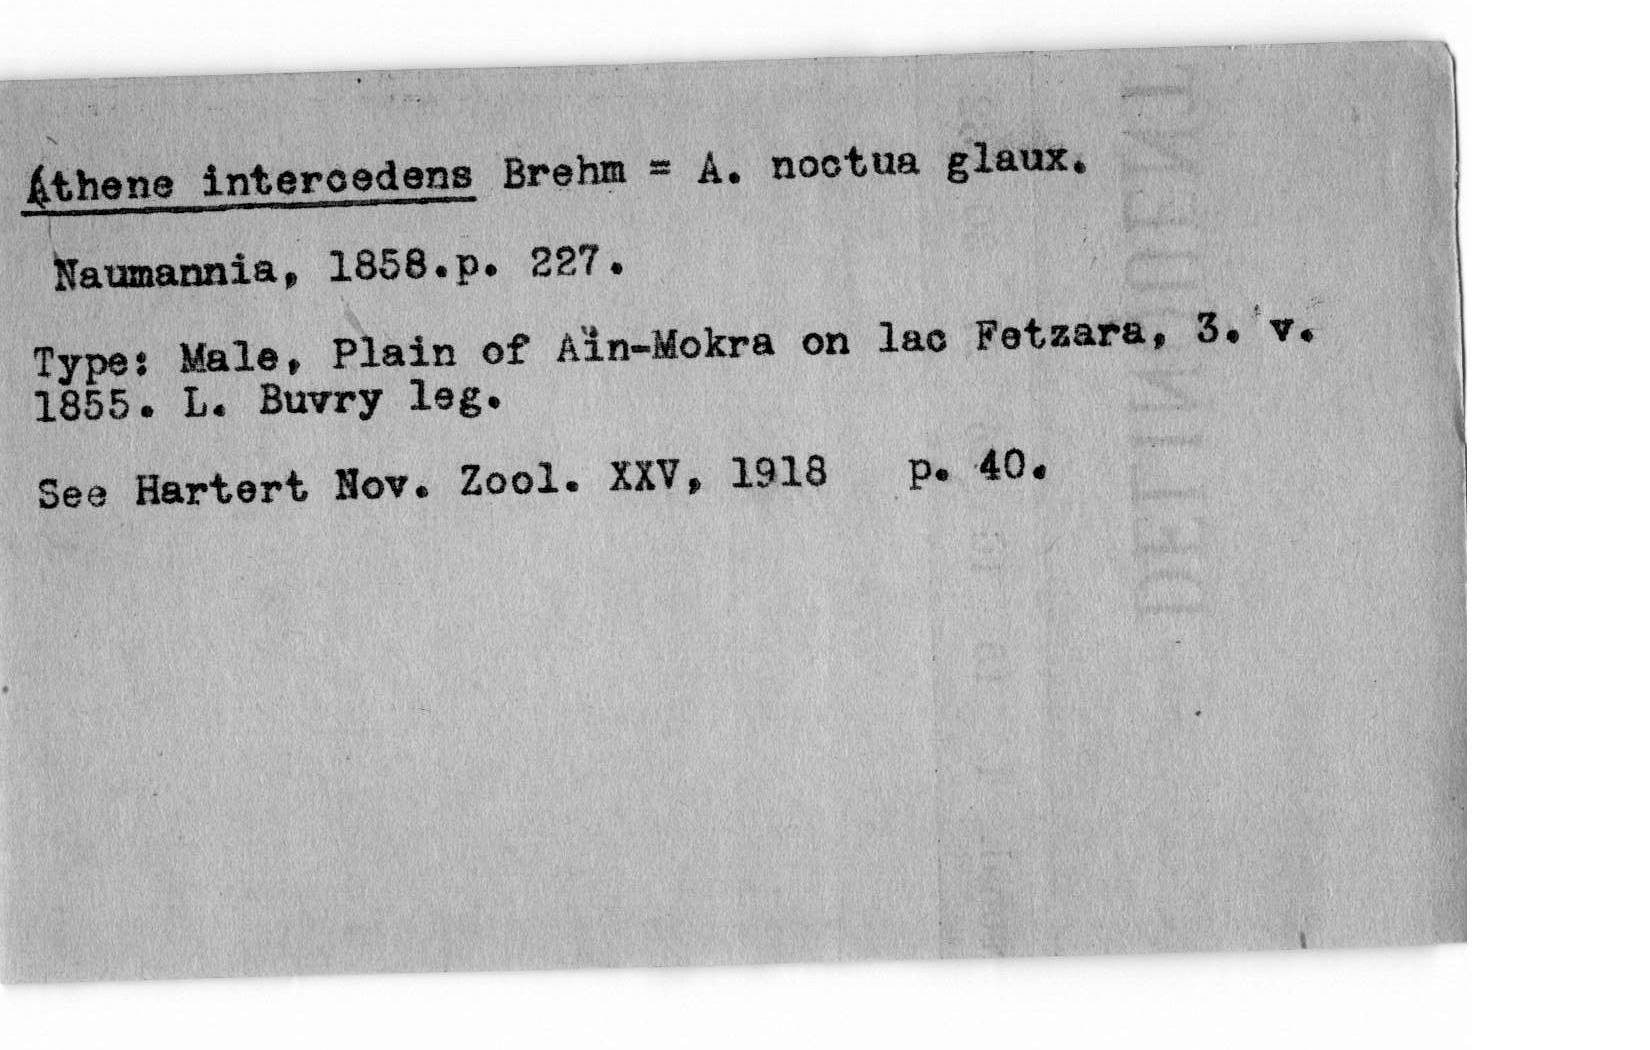 Athene intercedens Brehm = A. noctua glaux.
Naumannia, 1858.p. 227.
Type: Male, Plain of Aïn-Mokra on lac Fetzara, 3. v.
1855. L. Buvry leg.
See Hartert Nov. Zool. XXV, 1918 p. 40.